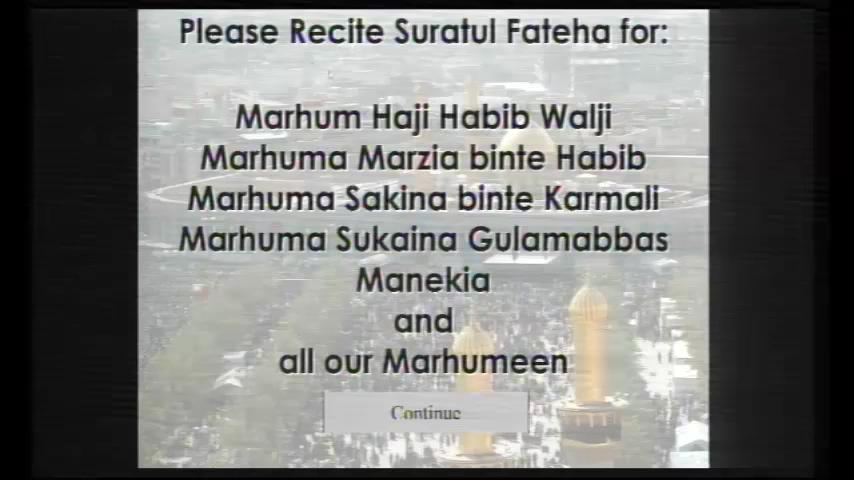 Please Recite Suratul Fateha for:
Marhum Haji Habib Walji
Marhuma Marzia binte Habib
Marhuma Sakina binte Karmali
Marhuma Sukaina Gulamabbas
Manekia
and
all our Marhumeen
Continue